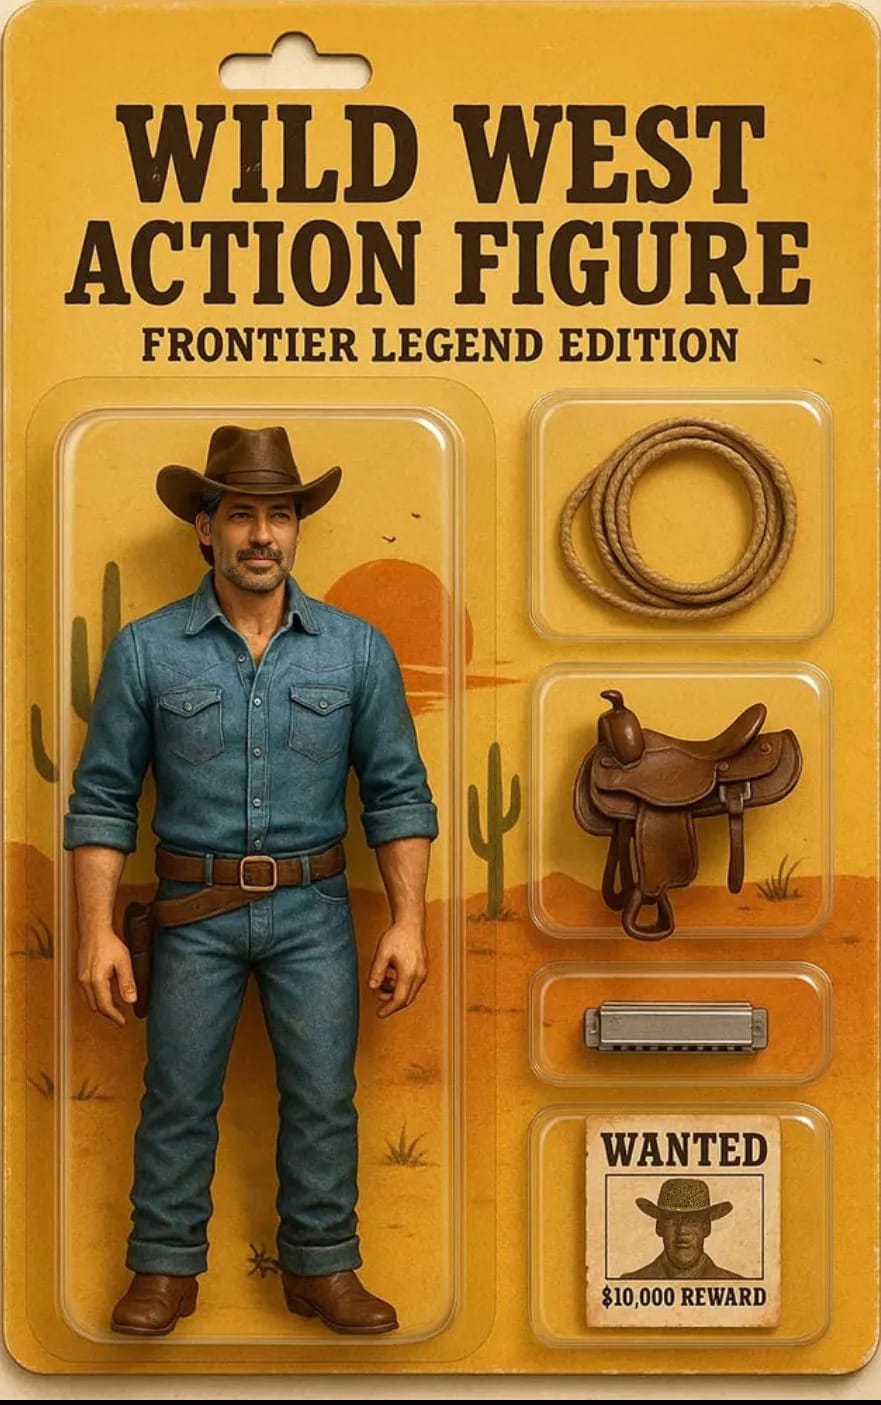 WILD WEST
ACTION FIGURE
FRONTIER LEGEND EDITION
WANTED
$10,000 REWARD